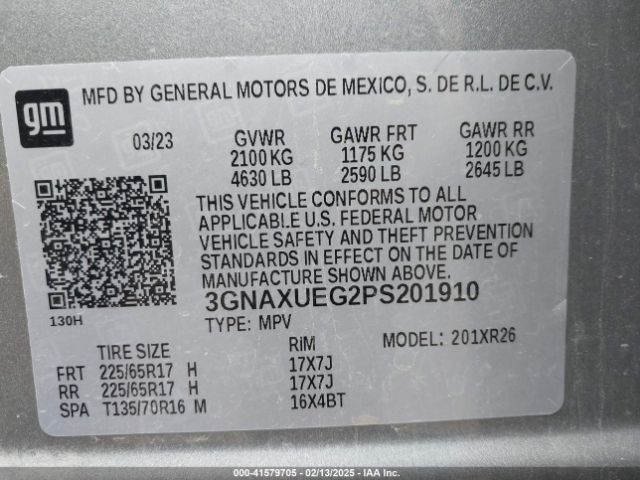 gm
MFD BY GENERAL MOTORS DE MEXICO, S. DE R.L. DE C.V.
03/23 GVWR GAWR FRT GAWR RR
2100 KG 1175 KG 1200 KG
4630 LB 2590 LB 2645 LB
THIS VEHICLE CONFORMS TO ALL
APPLICABLE U.S. FEDERAL MOTOR
VEHICLE SAFETY AND THEFT PREVENTION
STANDARDS IN EFFECT ON THE DATE OF
MANUFACTURE SHOWN ABOVE.
3GNAXUEG2PS201910
130H
TYPE: MPV MODEL: 201XR26
TIRE SIZE RIM
FRT 225/65R17 H 17X7J
RR 225/65R17 H 17X7J
SPA T135/70R16 M 16X4BT
000-41579705 - 02/13/2025 - IAA Inc.